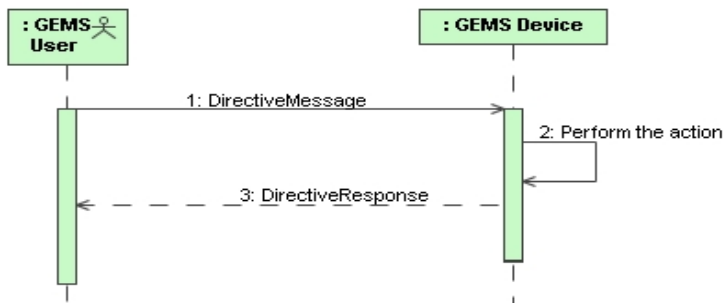 : GEMS
User
: GEMS Device
1: DirectiveMessage
2: Perform the action
3: DirectiveResponse